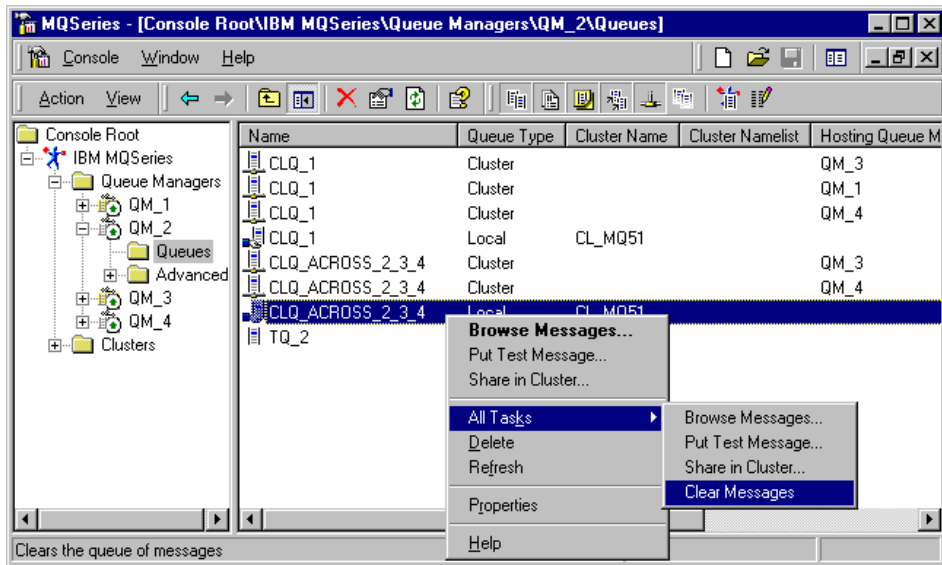 MQSeries - [Console Root\IBM MQSeries\Queue Managers\QM_2\Queues]
Console Window Help
Action View
Console Root
IBM MQSeries
Queue Managers
QM_1
QM_2
Queues
Advanced
QM_3
QM_4
Clusters
Name Queue Type Cluster Name Cluster Namelist Hosting Queue M
CLQ_1 Cluster QM_3
CLQ_1 Cluster QM_1
CLQ_1 Cluster QM_4
CLQ_1 Local CL_MQ51
CLQ_ACROSS_2_3_4 Cluster QM_3
CLQ_ACROSS_2_3_4 Cluster QM_4
CLQ_ACROSS_2_3_4 Local CL_MQ51
TQ_2
Browse Messages...
Put Test Message...
Share in Cluster...
All Tasks
Delete
Refresh
Properties
Help
Browse Messages...
Put Test Message...
Share in Cluster...
Clear Messages
Clears the queue of messages